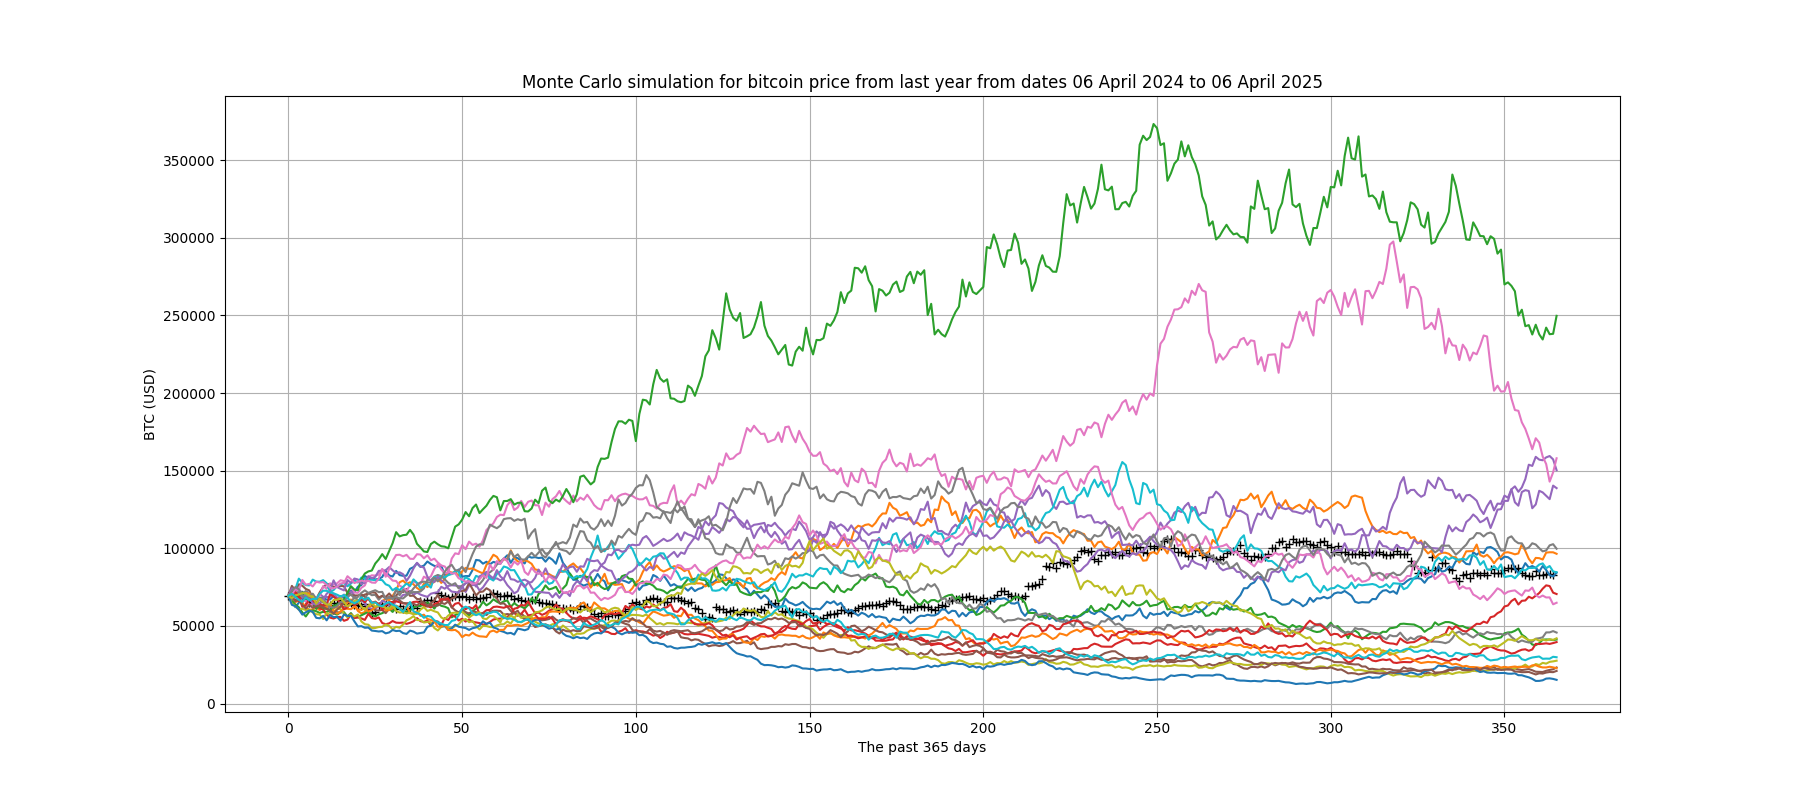 Monte Carlo simulation for bitcoin price from last year from dates 06 April 2024 to 06 April 2025
BTC (USD)
350000
300000
250000
200000
150000
100000
50000
0
0 50 100 150 200 250 300 350
The past 365 days